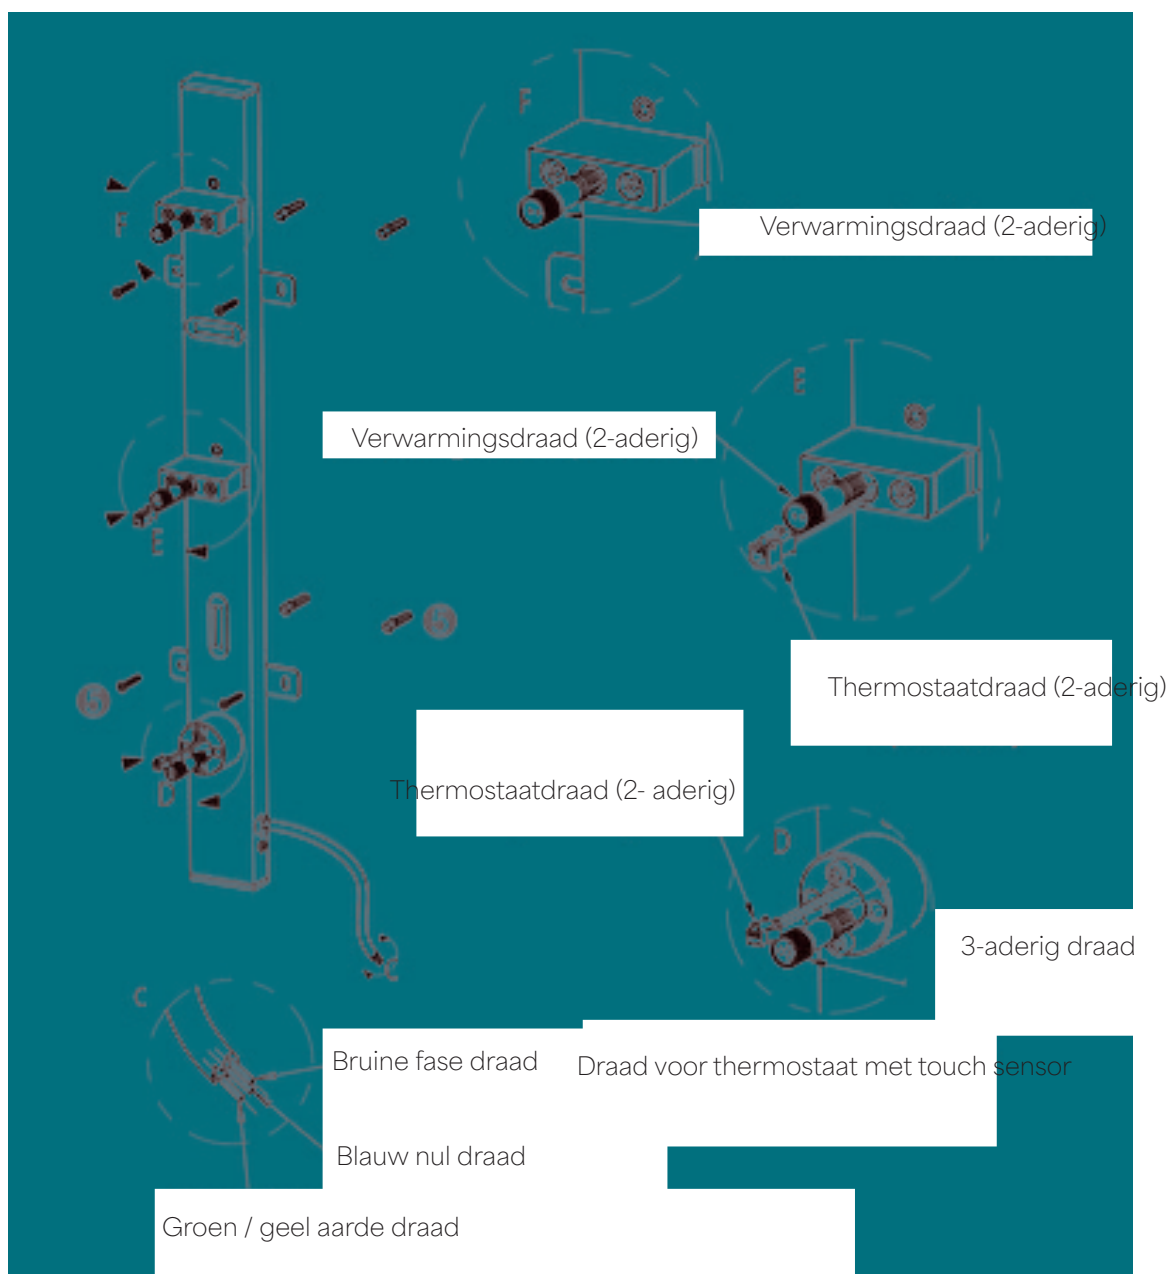 F
Verwarmingsdraad (2-aderig)
F
E
Verwarmingsdraad (2-aderig)
E
Thermostaatdraad (2-aderig)
Thermostaatdraad (2- aderig)
D
D
3-aderig draad
C
C
Bruine fase draad
Draad voor thermostaat met touch sensor
Blauw nul draad
Groen / geel aarde draad